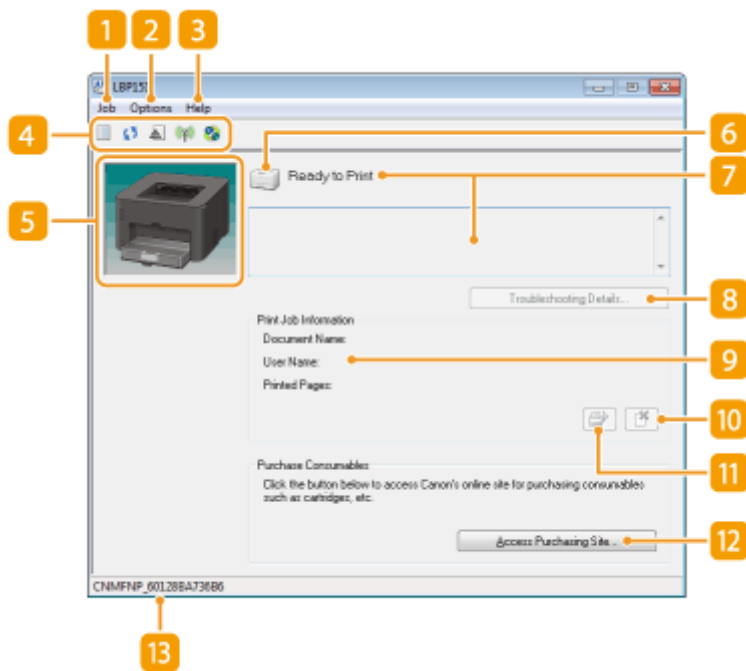 1 2 3
LBP15
Job Options Help
4
5
6
Ready to Print
7
Troubleshooting Details...
8
Print Job Information
Document Name:
User Name:
9
Printed Pages:
10
11
Purchase Consumables
Click the button below to access Canon's online site for purchasing consumables
such as cartridges, etc.
Access Purchasing Site...
12
CNMFNP_60128BA736B6
13